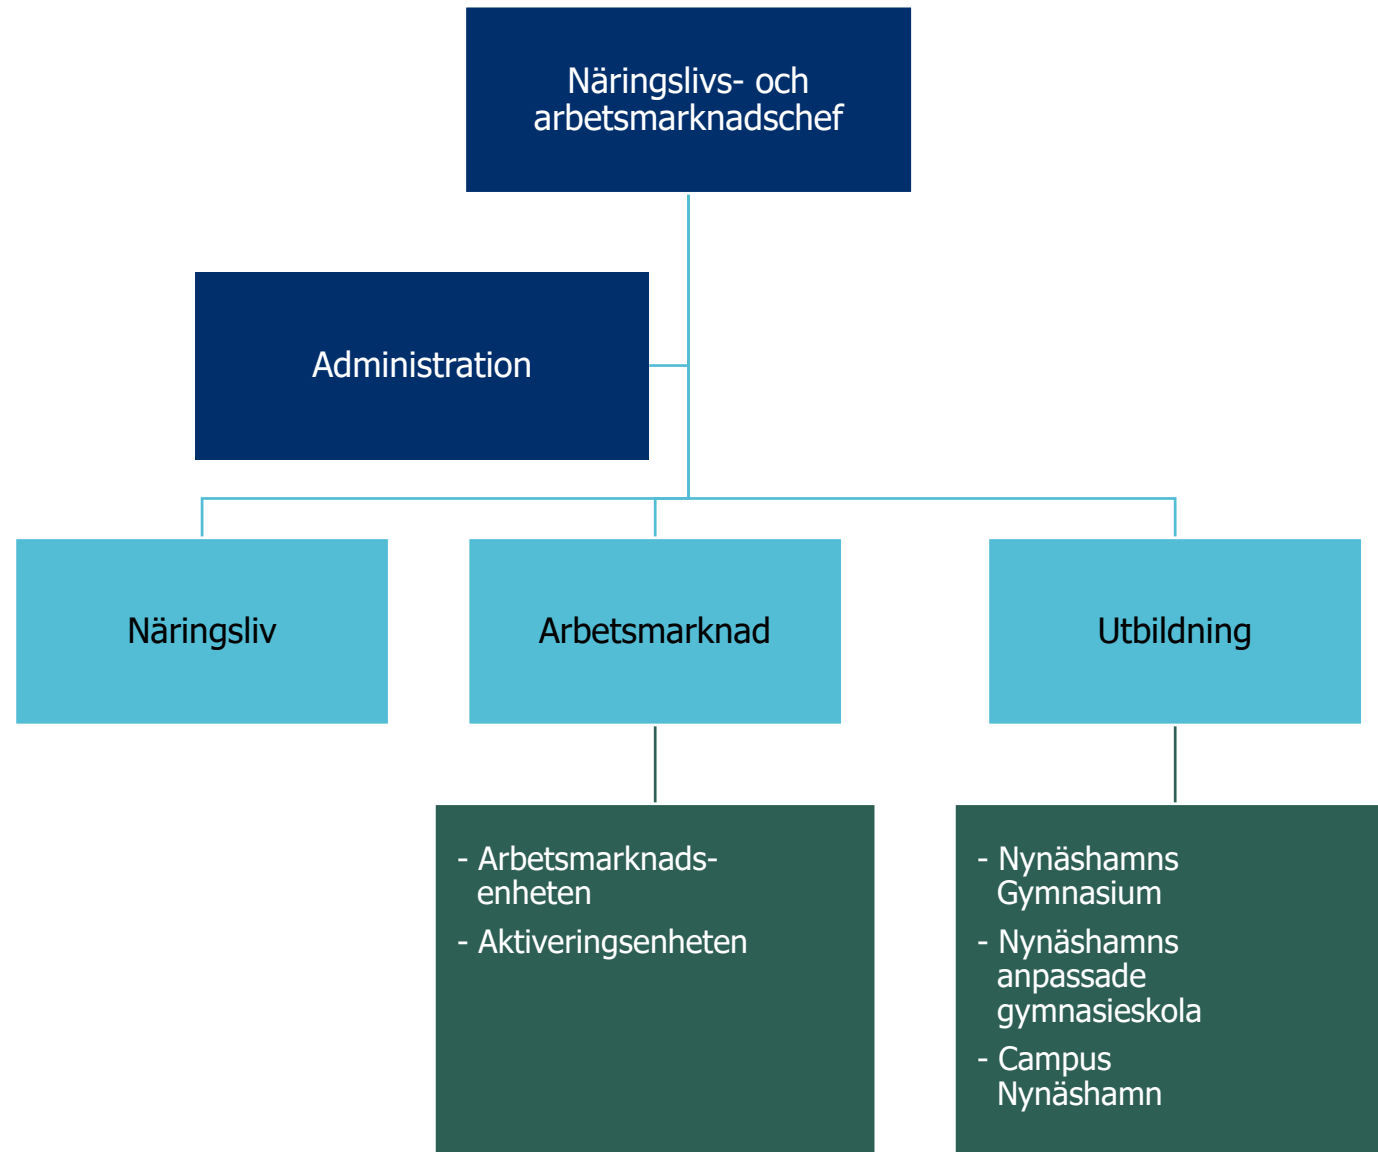 Näringslivs- och
arbetsmarknadschef
Administration
Näringsliv
Arbetsmarknad
Utbildning
- Arbetsmarknads-
enheten
- Aktiveringsenheten
- Nynäshamns
Gymnasium
- Nynäshamns
anpassade
gymnasieskola
- Campus
Nynäshamn